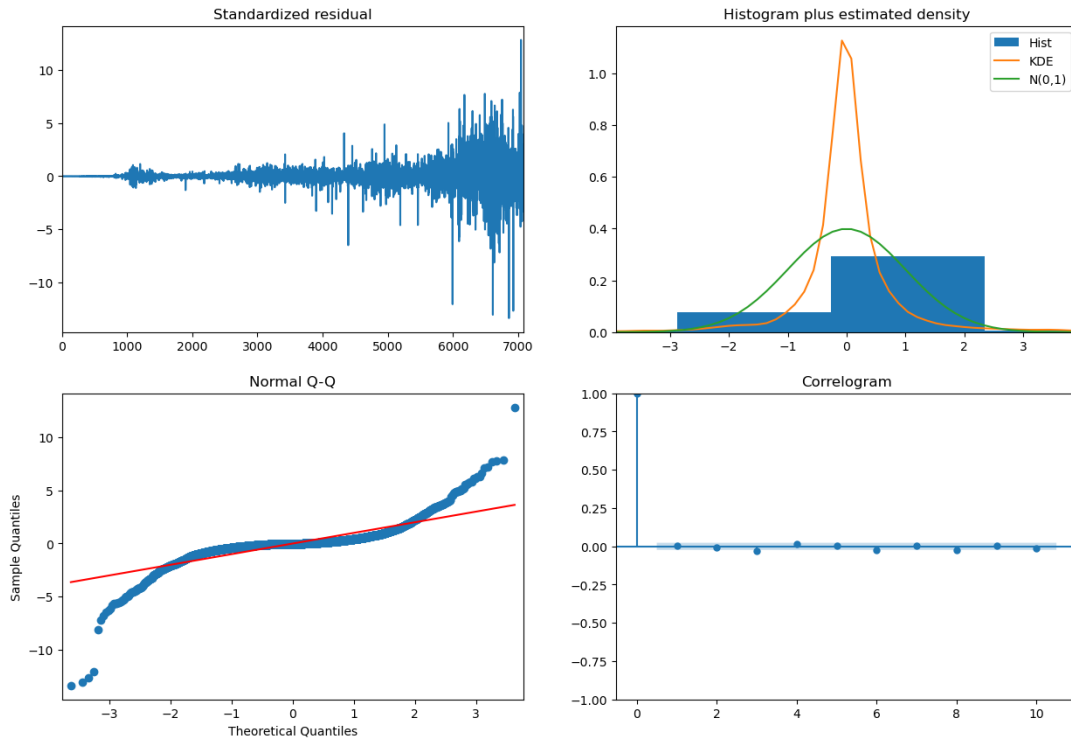 Standardized residual
10
5
0
−5
−10
0 1000 2000 3000 4000 5000 6000 7000
Histogram plus estimated density
Hist
KDE
N(0,1)
1.0
0.8
0.6
0.4
0.2
0.0
−3 −2 −1 0 1 2 3
Normal Q-Q
Sample Quantiles
10
5
0
−5
−10
−3 −2 −1 0 1 2 3
Theoretical Quantiles
Correlogram
1.00
0.75
0.50
0.25
0.00
−0.25
−0.50
−0.75
−1.00
0 2 4 6 8 10